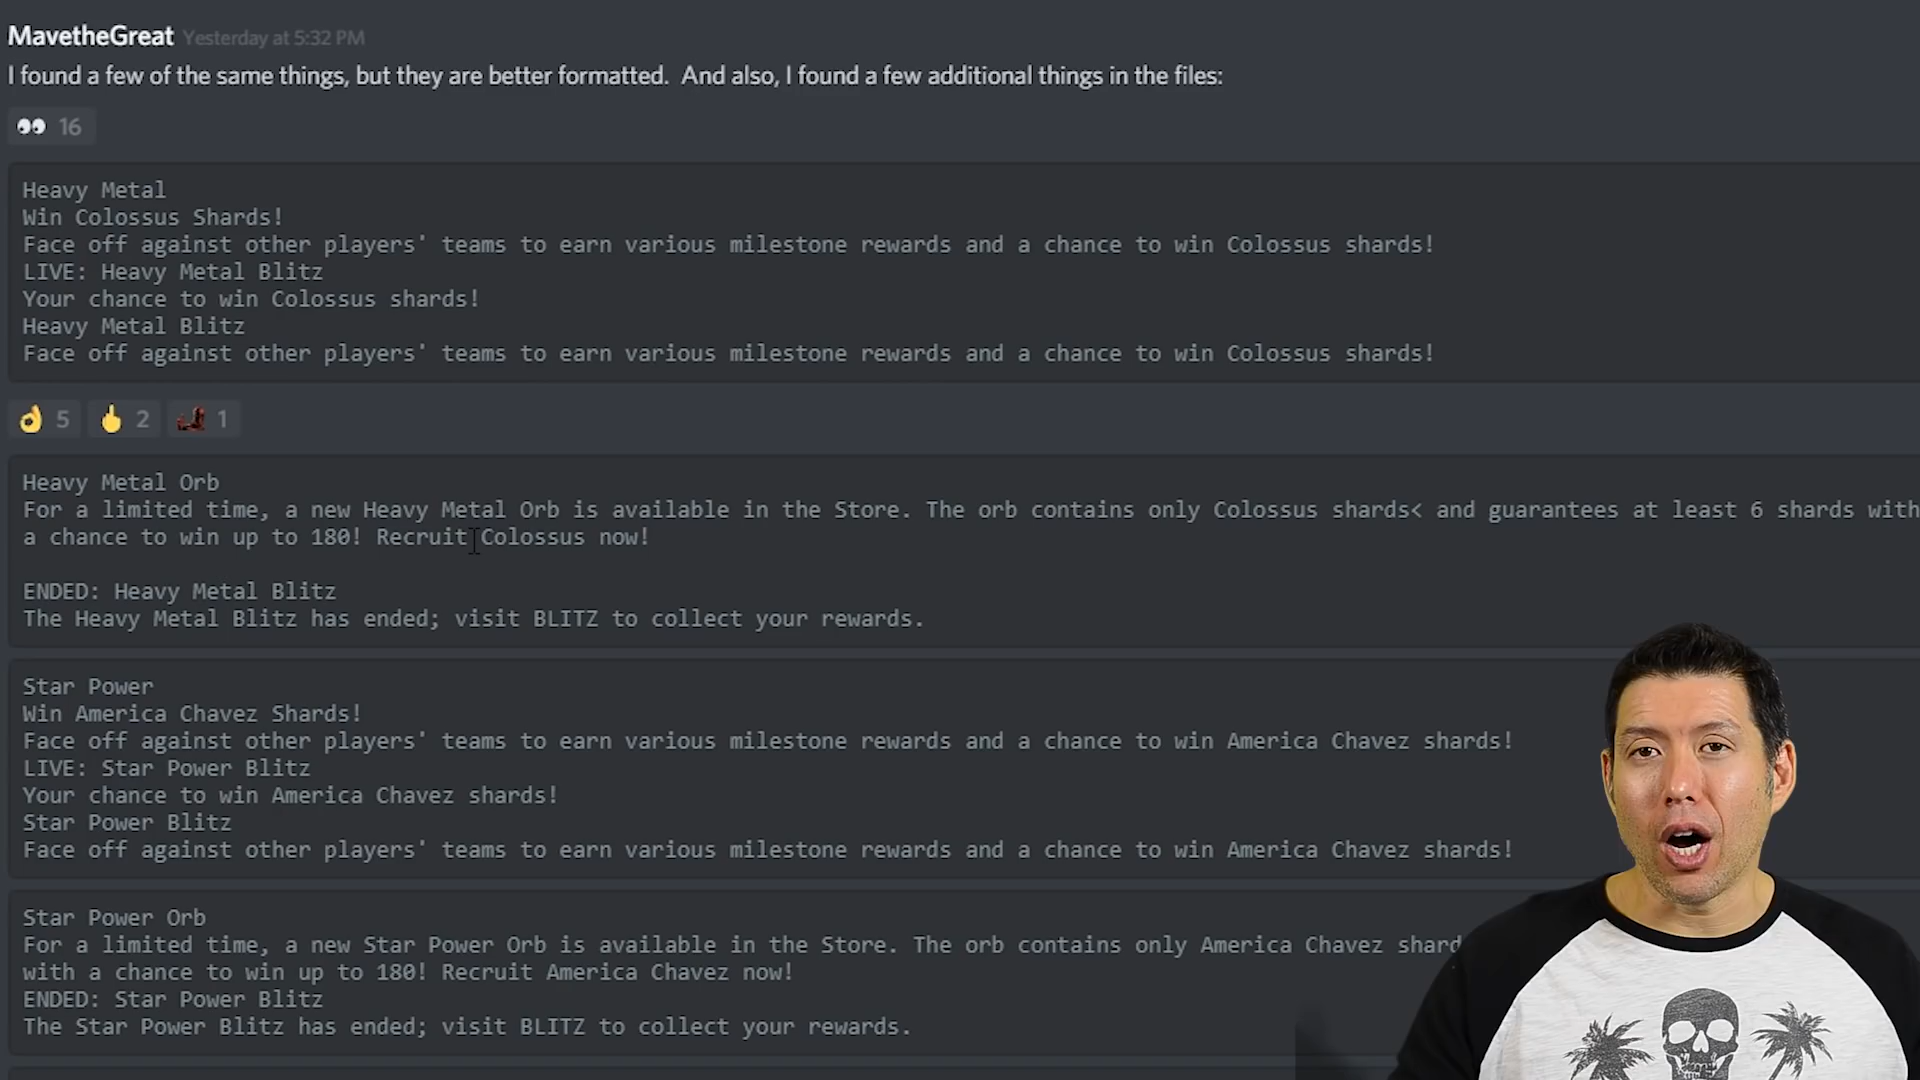 MavetheGreat Yesterday at 5:32 PM
I found a few of the same things, but they are better formatted.  And also, I found a few additional things in the files:
16
Heavy Metal
Win Colossus Shards!
Face off against other players' teams to earn various milestone rewards and a chance to win Colossus shards!
LIVE: Heavy Metal Blitz
Your chance to win Colossus shards!
Heavy Metal Blitz
Face off against other players' teams to earn various milestone rewards and a chance to win Colossus shards!
5 2 1
Heavy Metal Orb
For a limited time, a new Heavy Metal Orb is available in the Store. The orb contains only Colossus shards< and guarantees at least 6 shards with
a chance to win up to 180! Recruit Colossus now!
ENDED: Heavy Metal Blitz
The Heavy Metal Blitz has ended; visit BLITZ to collect your rewards.
Star Power
Win America Chavez Shards!
Face off against other players' teams to earn various milestone rewards and a chance to win America Chavez shards!
LIVE: Star Power Blitz
Your chance to win America Chavez shards!
Star Power Blitz
Face off against other players' teams to earn various milestone rewards and a chance to win America Chavez shards!
Star Power Orb
For a limited time, a new Star Power Orb is available in the Store. The orb contains only America Chavez shard
with a chance to win up to 180! Recruit America Chavez now!
ENDED: Star Power Blitz
The Star Power Blitz has ended; visit BLITZ to collect your rewards.